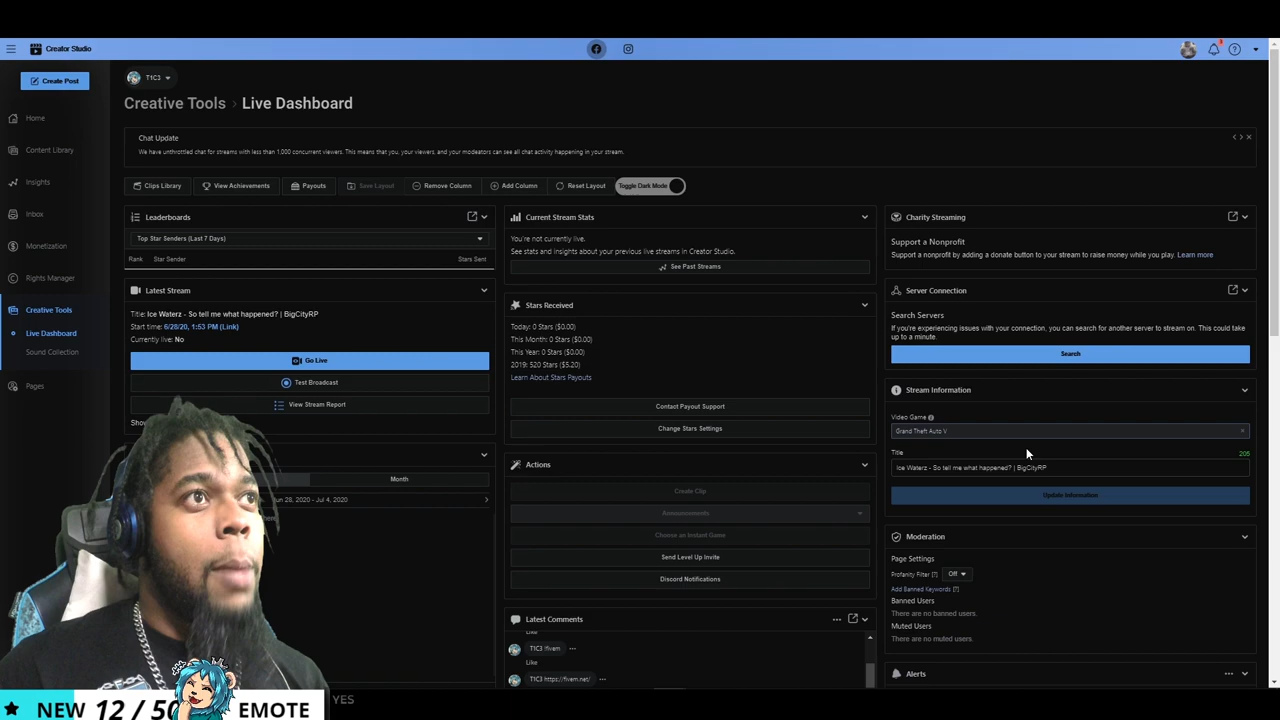 Creator Studio
Create Post
T1C3
Creative Tools > Live Dashboard
Home
Content Library
Insights
Inbox
Monetization
Rights Manager
Creative Tools
Live Dashboard
Sound Collection
Pages
Chat Update
We have unthrottled chat for streams with less than 1,000 concurrent viewers. This means that you, your viewers, and your modeators can see all chat activity happening in your stream.
Clips Library
View Achievements
Payouts
Save Layout
Remove Column
Add Column
Reset Layout
Toggle Dark Mode
Leaderboards
Top Star Senders (Last 7 Days)
Rank Star Sender Stars Sent
Latest Stream
Title: Ice Waterz - So tell me what happened? | BigCityRP
Start time: 6/28/20, 1:53 PM (Link)
Currently live: No
Go Live
Test Broadcast
View Stream Report
Month
Jun 28, 2020 - Jul 4, 2020
Current Stream Stats
You're not currently live.
See stats and insights about your previous live streams in Creator Studio.
See Past Streams
Stars Received
Today: 0 Stars ($0.00)
This Month: 0 Stars ($0.00)
This Year: 0 Stars ($0.00)
2019: 520 Stars ($5.20)
Learn About Stars Payouts
Contact Payout Support
Change Stars Settings
Actions
Create Clip
Announcements
Choose an Instant Game
Send Level Up Invite
Discord Notifications
Latest Comments
Like
T1C3 !fivem
Like
T1C3 https://fivem.net/
Charity Streaming
Support a Nonprofit
Support a nonprofit by adding a donate button to your stream to raise money while you play. Learn more
Server Connection
Search Servers
If you're experiencing issues with your connection, you can search for another server to stream on. This could take
up to a minute.
Search
Stream Information
Video Game
Grand Theft Auto V
Title 205
Ice Waterz - So tell me what happened? | BigCityRP
Update Information
Moderation
Page Settings
Profanity Filter [?] Off
Add Banned Keywords [?]
Banned Users
There are no banned users.
Muted Users
There are no muted users.
Alerts
NEW 12 / 50 EMOTE
YES